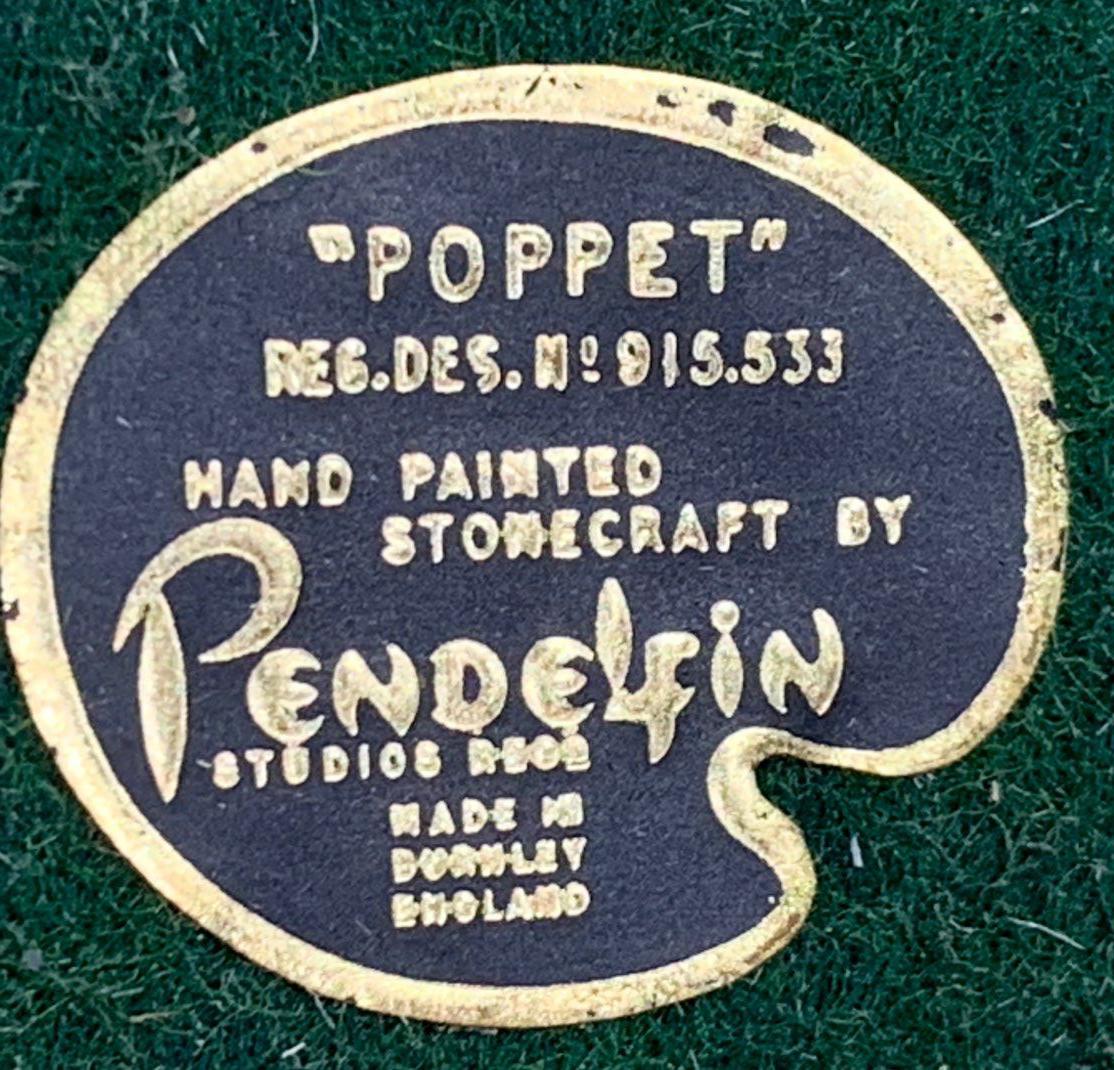 "POPPET"
REG.DES.Nº 915.533
HAND PAINTED
STONECRAFT BY
PENDELFIN
STUDIOS REGD
MADE IN
BURNLEY
ENGLAND